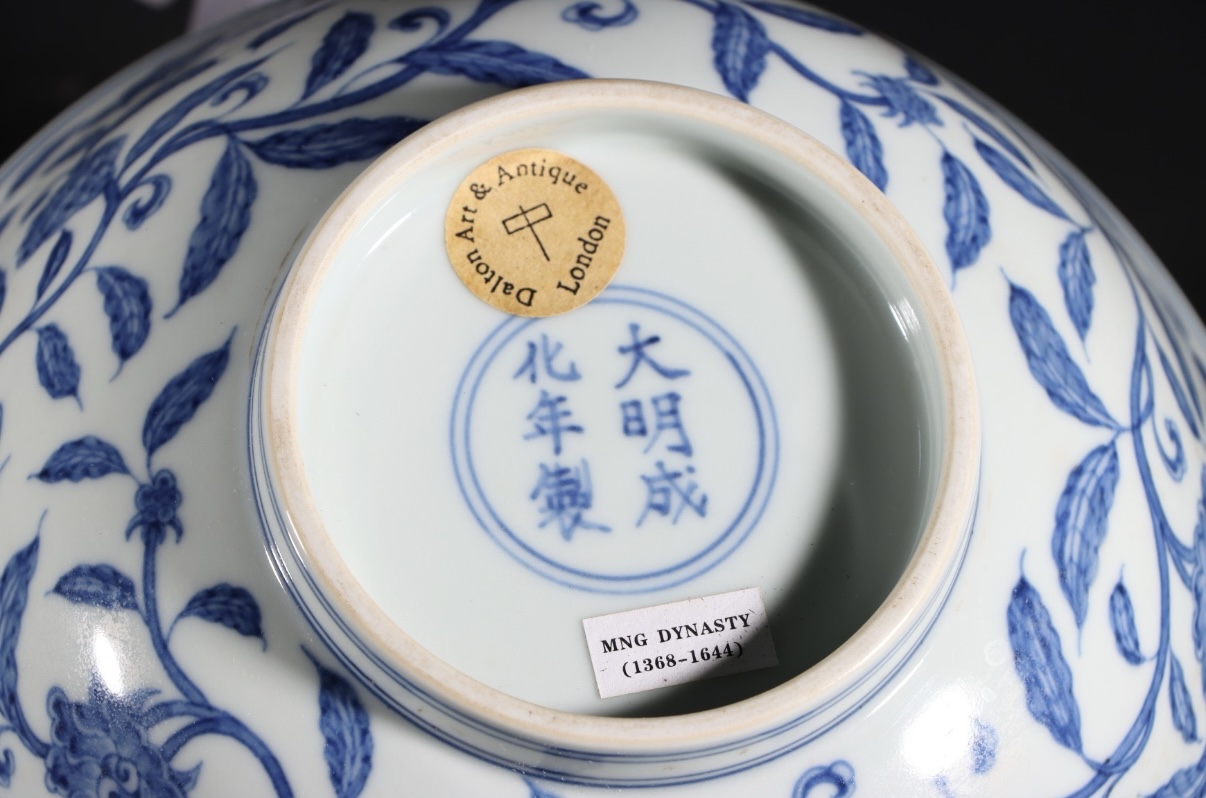 Dalton Art & Antique London
大明成
化年製
MNG DYNASTY
(1368-1644)